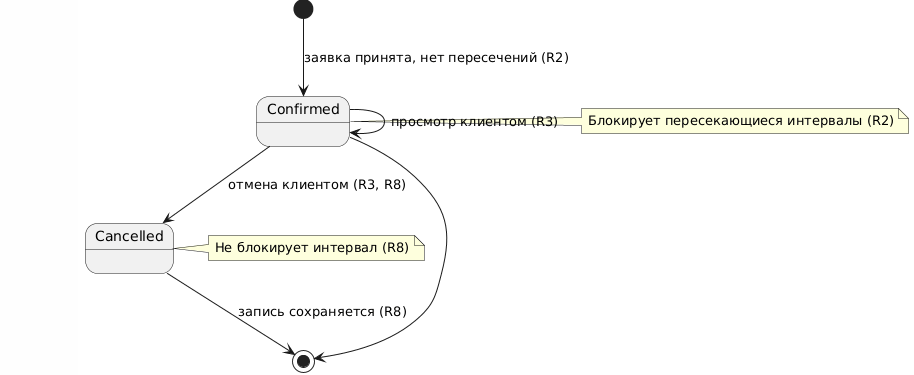 заявка принята, нет пересечений (R2)
Confirmed
просмотр клиентом (R3)
Блокирует пересекающиеся интервалы (R2)
отмена клиентом (R3, R8)
Cancelled
Не блокирует интервал (R8)
запись сохраняется (R8)